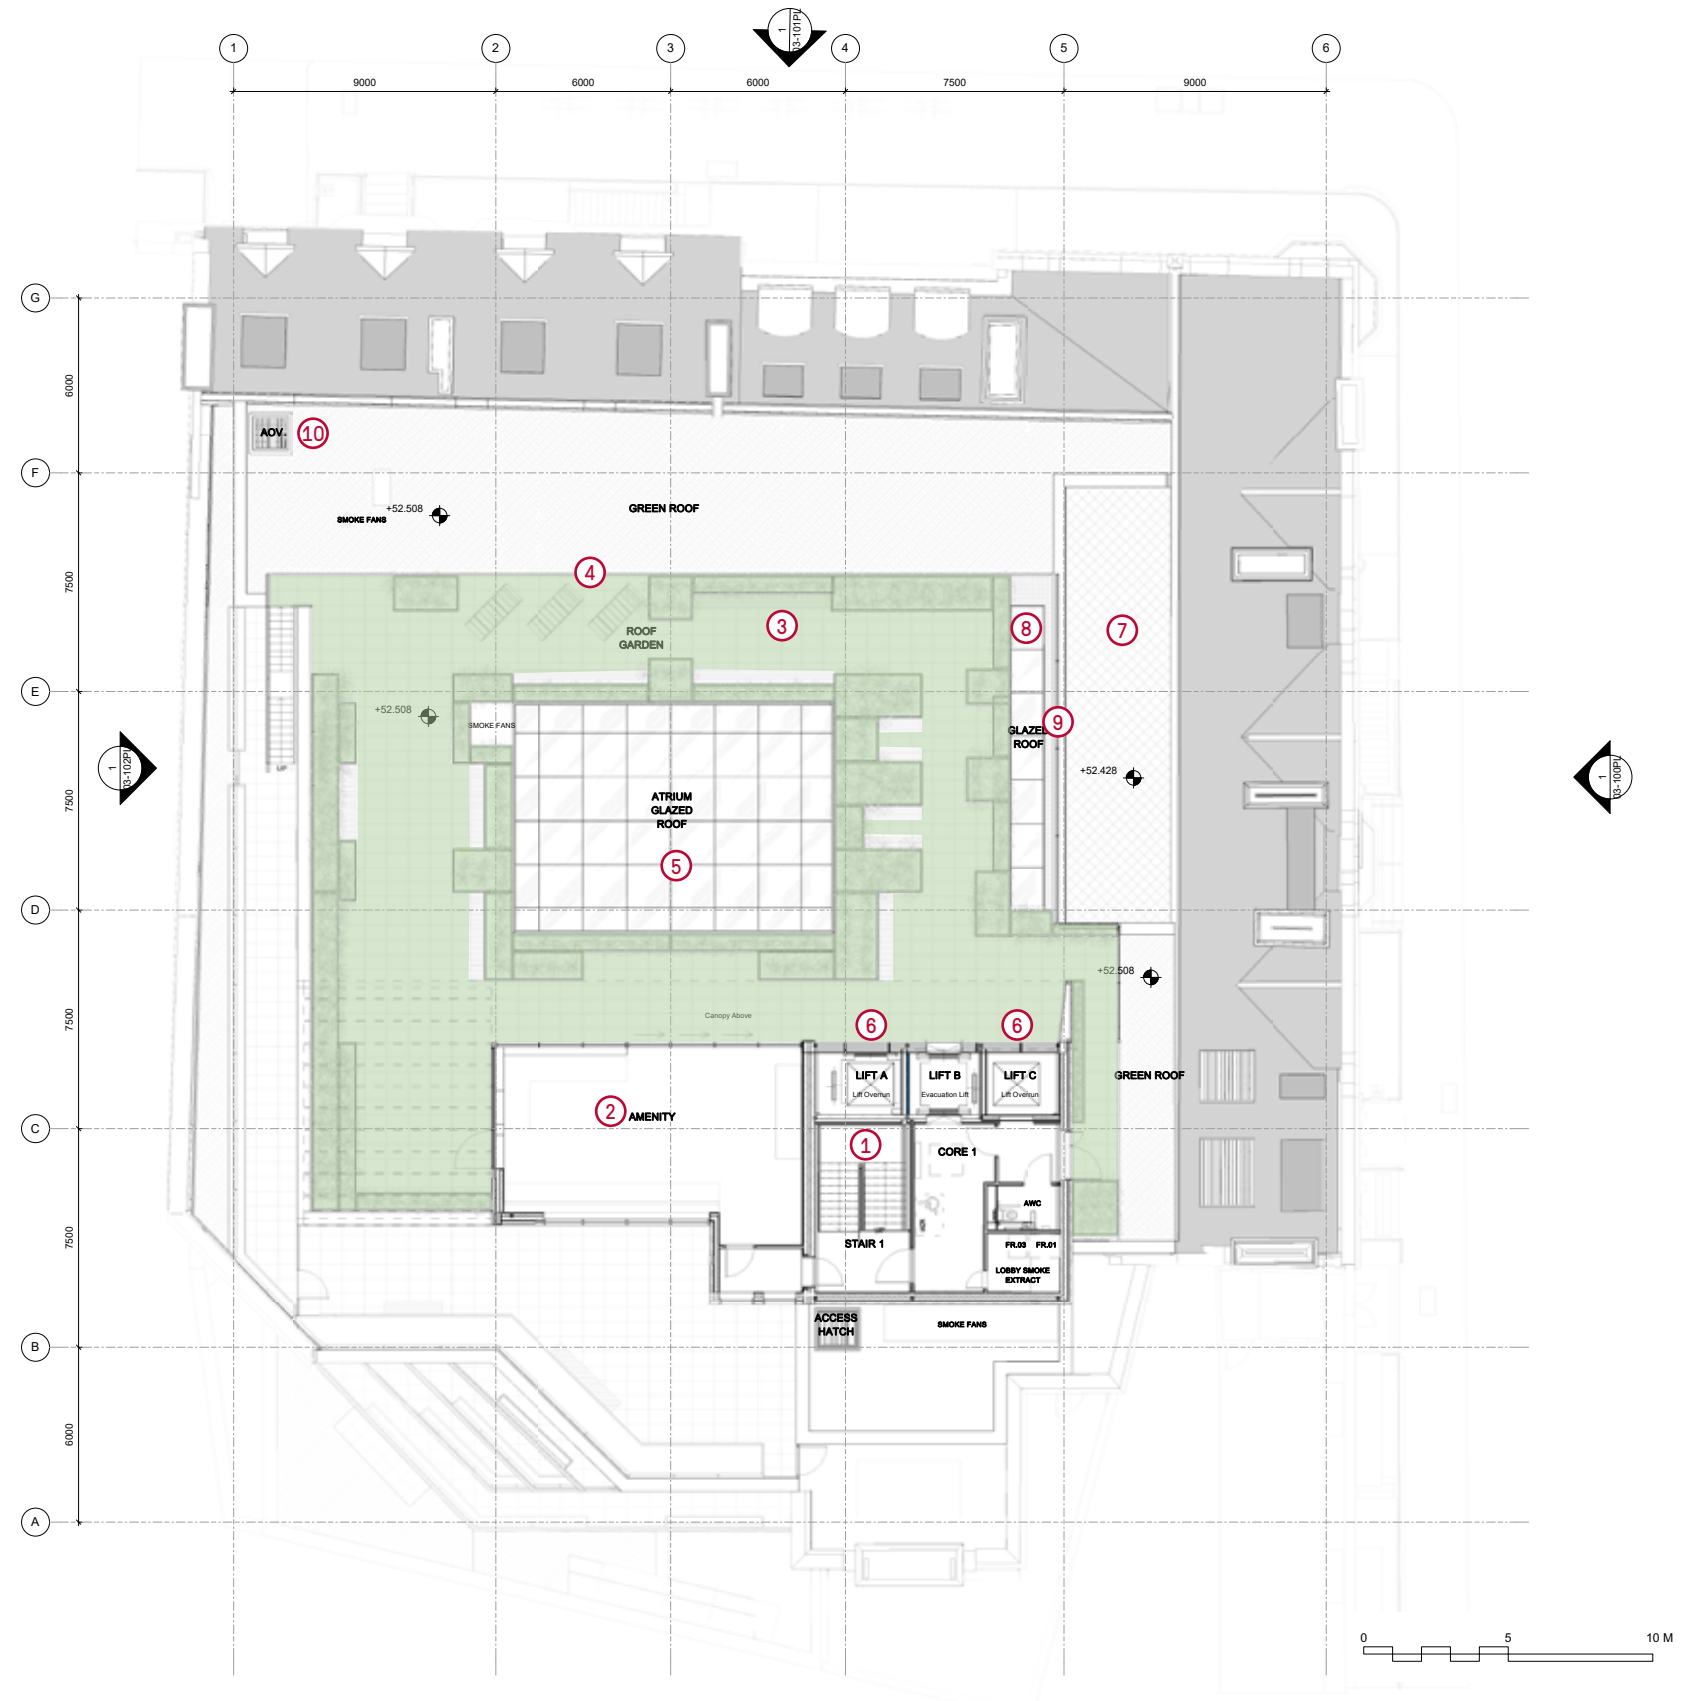 1 2 3 4 5 6
1
03-101PL
9000 6000 6000 7500 9000
G
6000
AOV.
10
F
+52.508
SMOKE FANS
GREEN ROOF
4
7500
3
8
7
ROOF
GARDEN
E
+52.508
SMOKE FANS
9
GLAZED
ROOF
1
03-102PL
+52.428
1
03-100PL
7500
ATRIUM
GLAZED
ROOF
5
D
+52.508
7500
Canopy Above
6
6
LIFT A
Lift Overrun
LIFT B
Evacuation Lift
LIFT C
Lift Overrun
GREEN ROOF
2
AMENITY
C
1
CORE 1
UP
AWC
7500
STAIR 1
FR.03 FR.01
LOBBY SMOKE
EXTRACT
ACCESS
HATCH
SMOKE FANS
B
6000
A
0 5 10 M